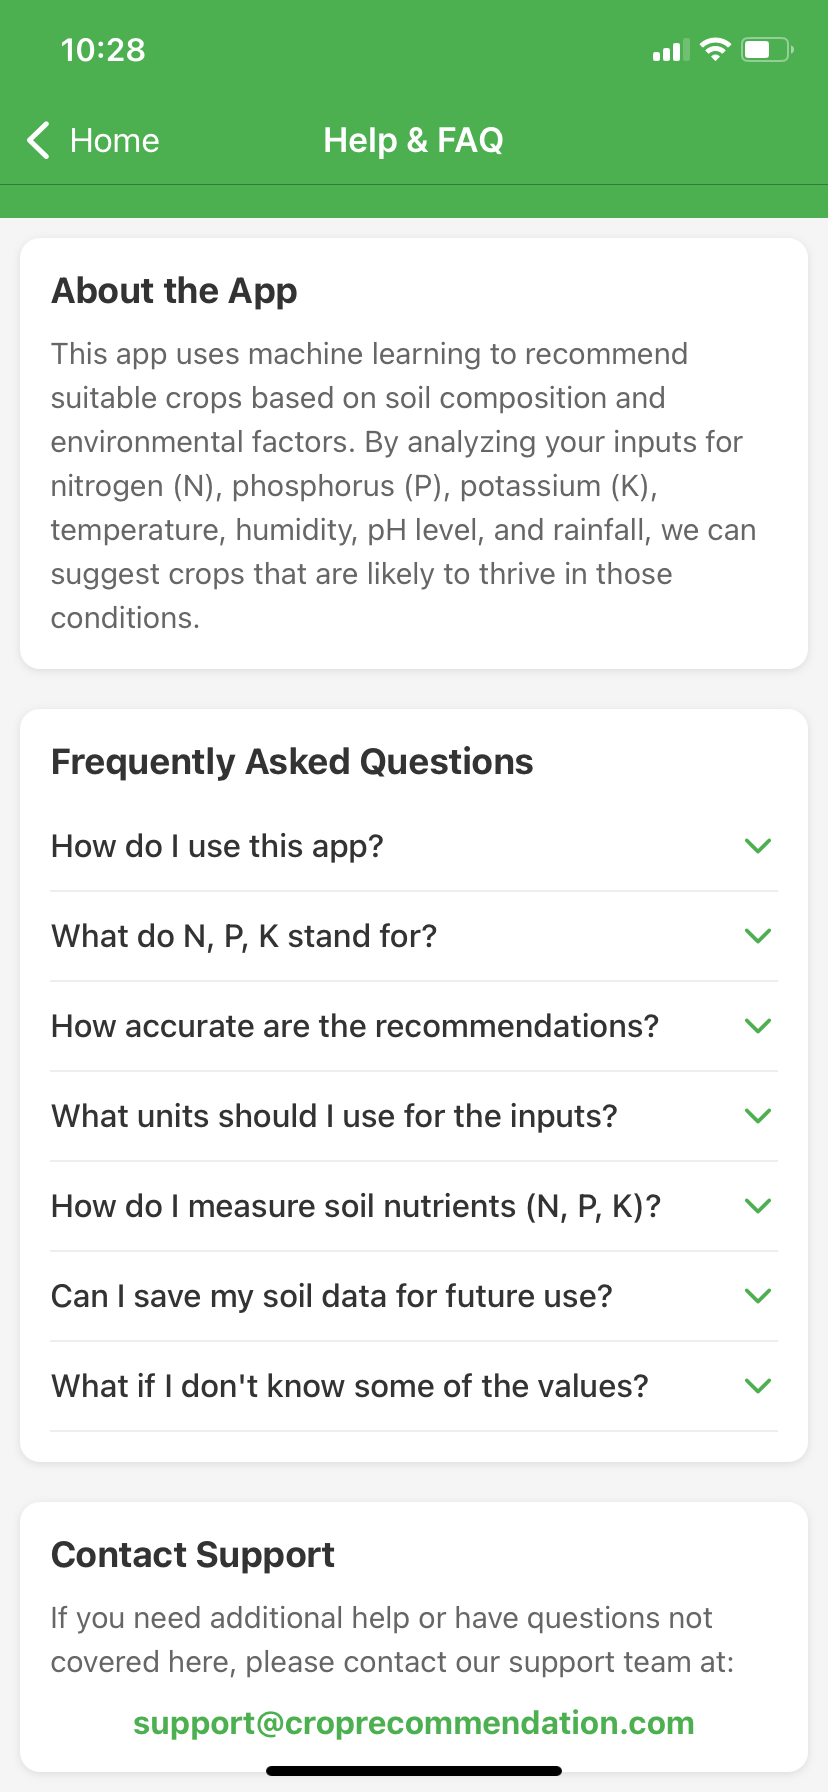 10:28
Home
Help & FAQ
About the App
This app uses machine learning to recommend
suitable crops based on soil composition and
environmental factors. By analyzing your inputs for
nitrogen (N), phosphorus (P), potassium (K),
temperature, humidity, pH level, and rainfall, we can
suggest crops that are likely to thrive in those
conditions.
Frequently Asked Questions
How do I use this app?
What do N, P, K stand for?
How accurate are the recommendations?
What units should I use for the inputs?
How do I measure soil nutrients (N, P, K)?
Can I save my soil data for future use?
What if I don't know some of the values?
Contact Support
If you need additional help or have questions not
covered here, please contact our support team at:
support@croprecommendation.com